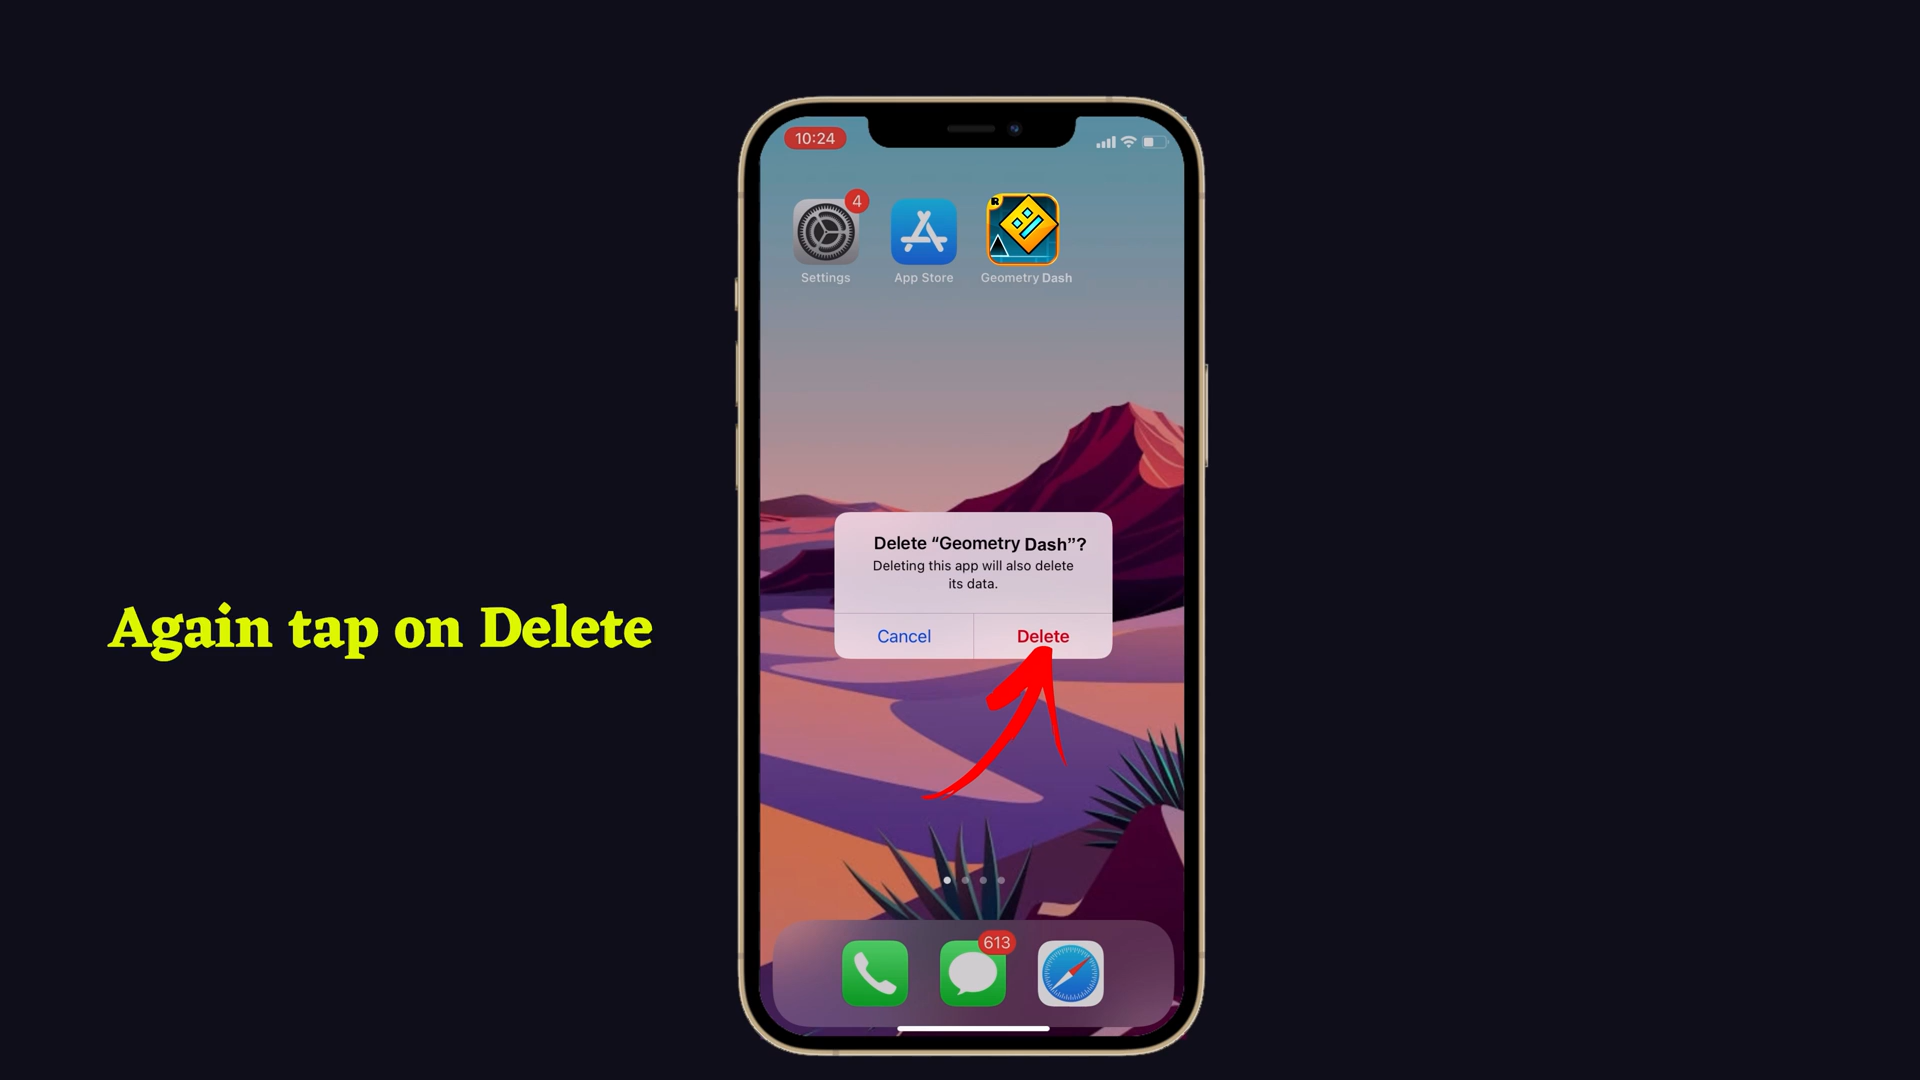 10:24
4
R
Settings
App Store
Geometry Dash
Delete “Geometry Dash”?
Deleting this app will also delete
its data.
Cancel
Delete
Again tap on Delete
613